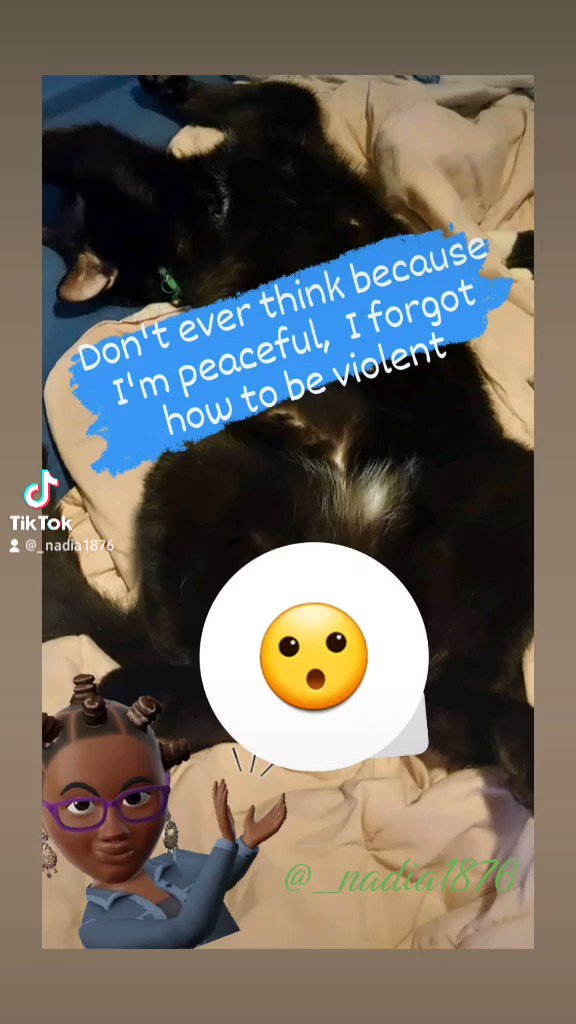 Don't ever think because
I'm peaceful, I forgot
how to be violent
TikTok
@_nadia1876
@_nadia1876